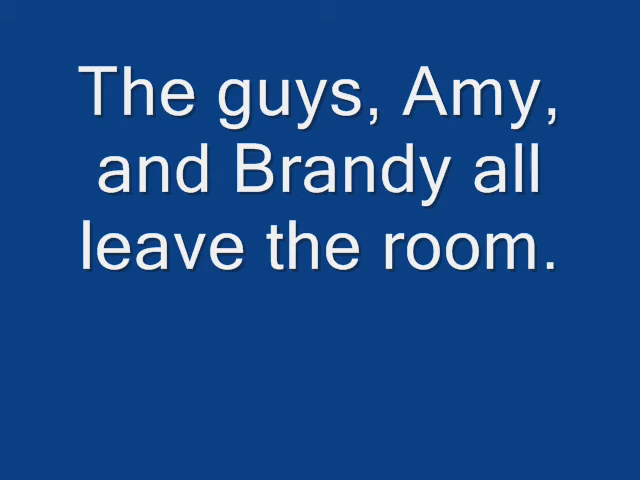 The guys, Amy,
and Brandy all
leave the room.